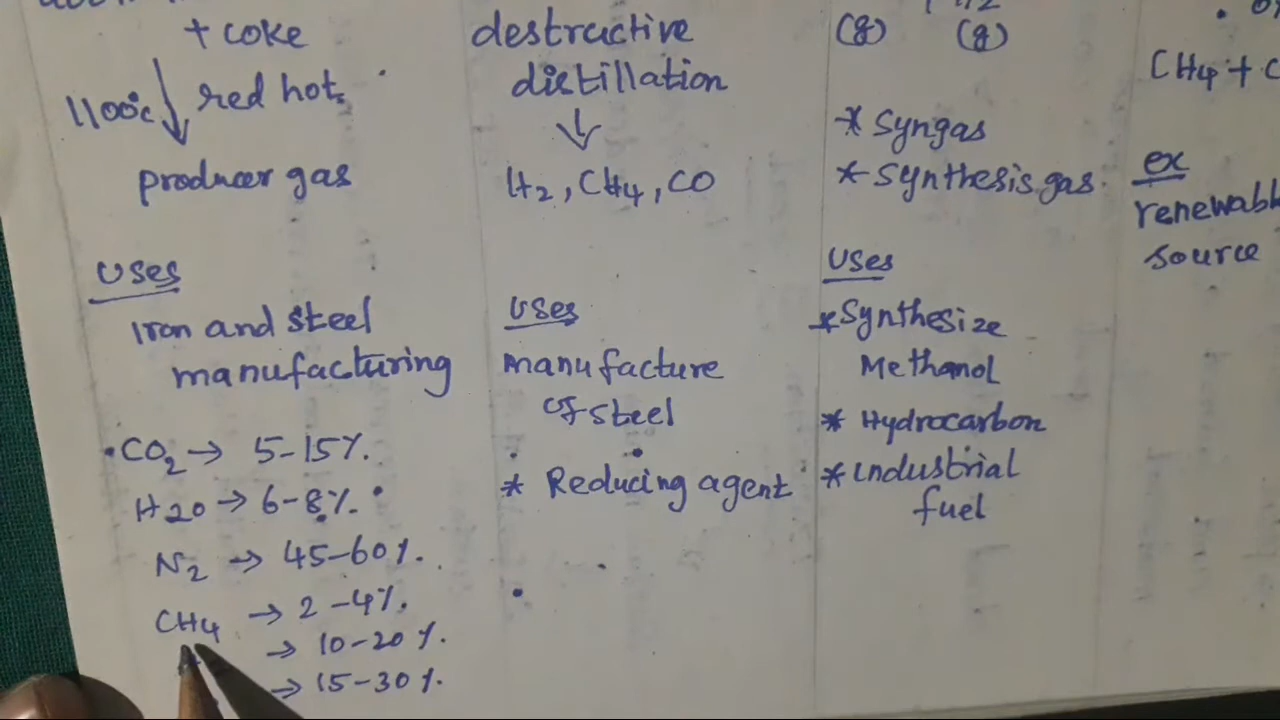 + coke
1100°c red hot
producer gas
Uses
Iron and steel
manufacturing
CO2 → 5-15%.
H2O → 6-8%.
N2 → 45-60%.
CH4 → 2-4%.
→ 10-20%.
→ 15-30%.
destractive
distillation
H2, CH4, CO
Uses
manufacture
of steel
* Reducing agent
(g) (g)
* Syngas
* Synthesis gas
Uses
* Synthesize
Methanol
* Hydrocarbon
* Industrial
fuel
CH4 + C
ex
renewabl
source